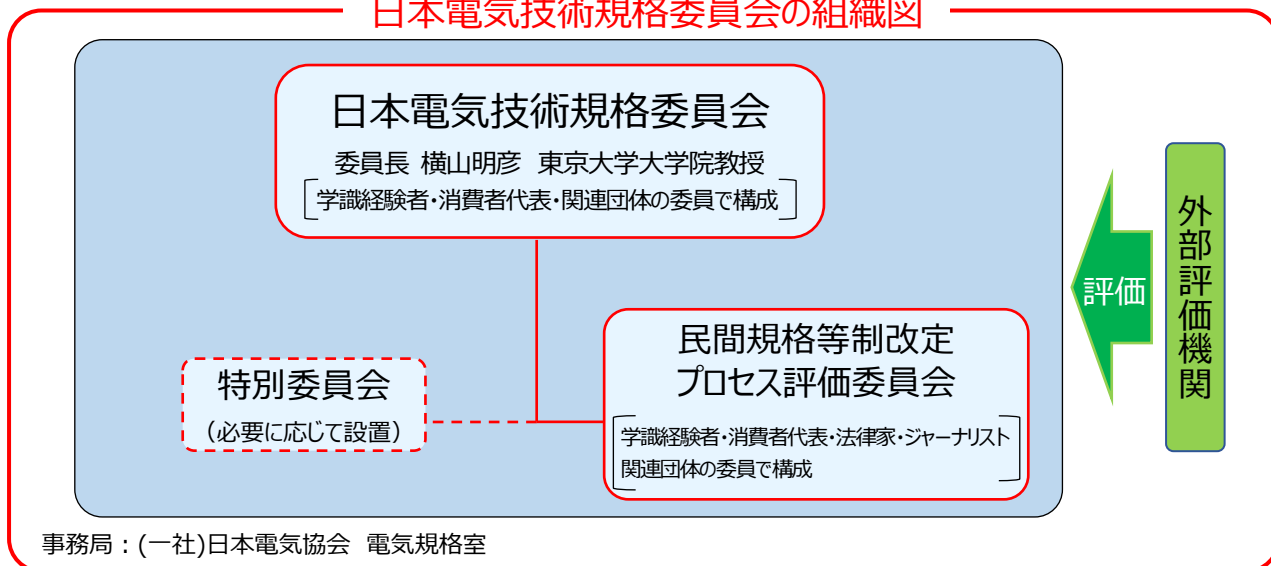 日本電気技術規格委員会の組織図
日本電気技術規格委員会
委員長 横山明彦 東京大学大学院教授
学識経験者・消費者代表・関連団体の委員で構成
外部評価機関
評価
民間規格等制改定
プロセス評価委員会
特別委員会
(必要に応じて設置)
学識経験者・消費者代表・法律家・ジャーナリスト
関連団体の委員で構成
事務局:(一社)日本電気協会 電気規格室